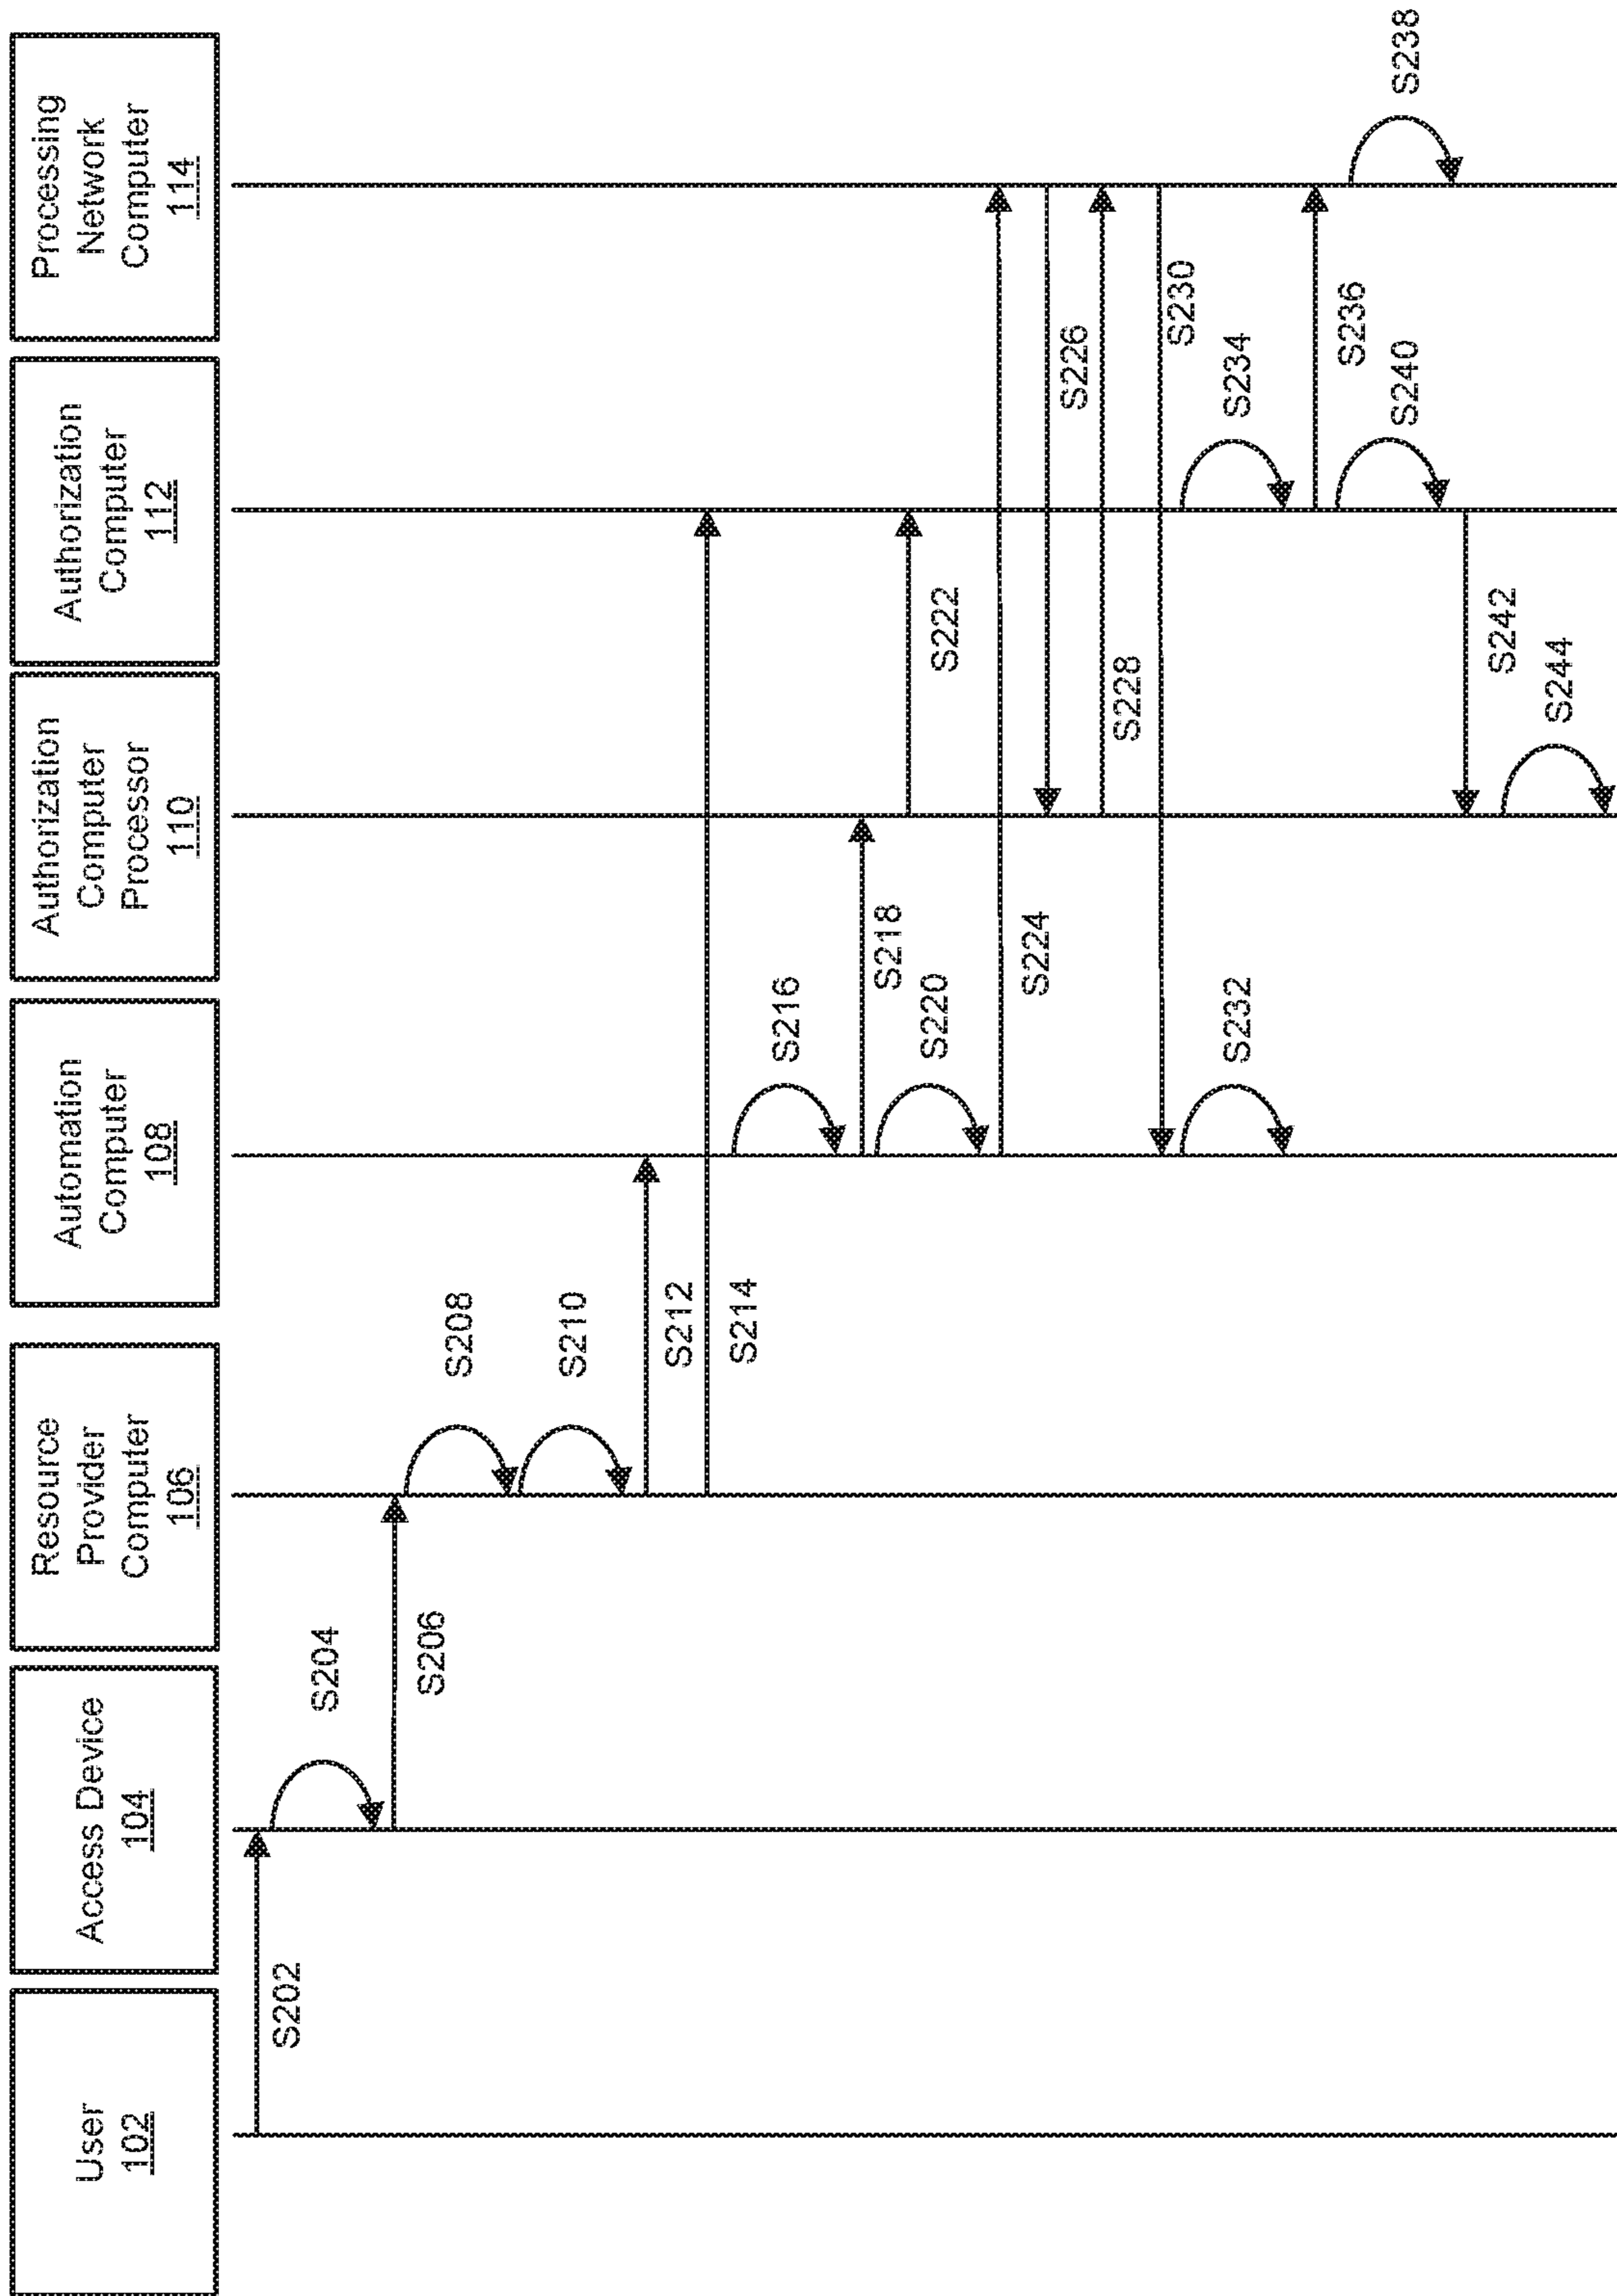 User
102
Access Device
104
Resource
Provider
Computer
106
Automation
Computer
108
Authorization
Computer
Processor
110
Authorization
Computer
112
Processing
Network
Computer
114
S202
S204
S206
S208
S210
S212
S214
S216
S218
S220
S222
S224
S226
S228
S230
S232
S234
S236
S238
S240
S242
S244